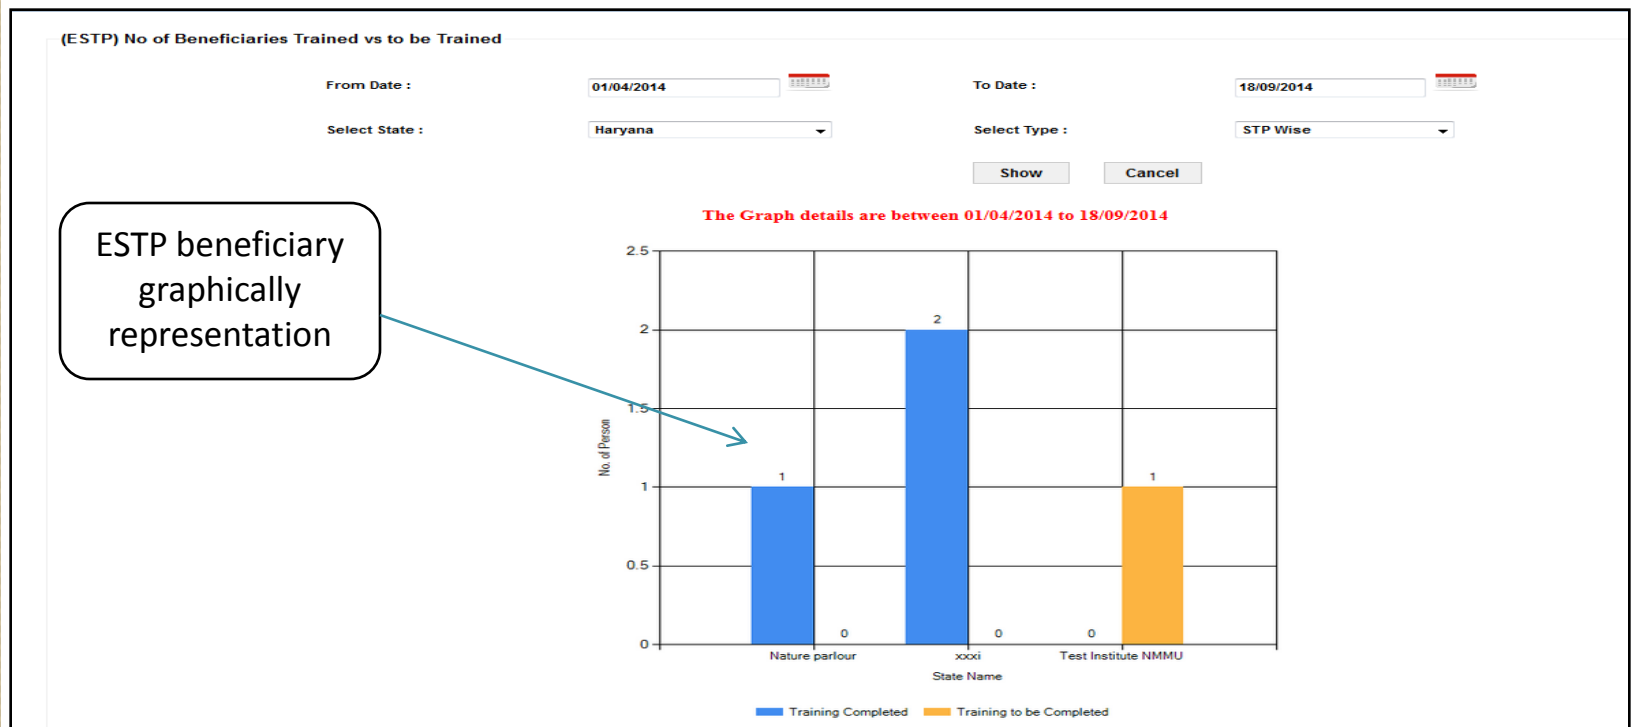 (ESTP) No of Beneficiaries Trained vs to be Trained
From Date : 01/04/2014 To Date : 18/09/2014
Select State : Haryana Select Type : STP Wise
Show Cancel
The Graph details are between 01/04/2014 to 18/09/2014
ESTP beneficiary
graphically
representation
2.5
2
1.5
1
0.5
0
No. of Person
1
0
2
0
0
1
Nature parlour xxxi Test Institute NMMU
State Name
Training Completed Training to be Completed